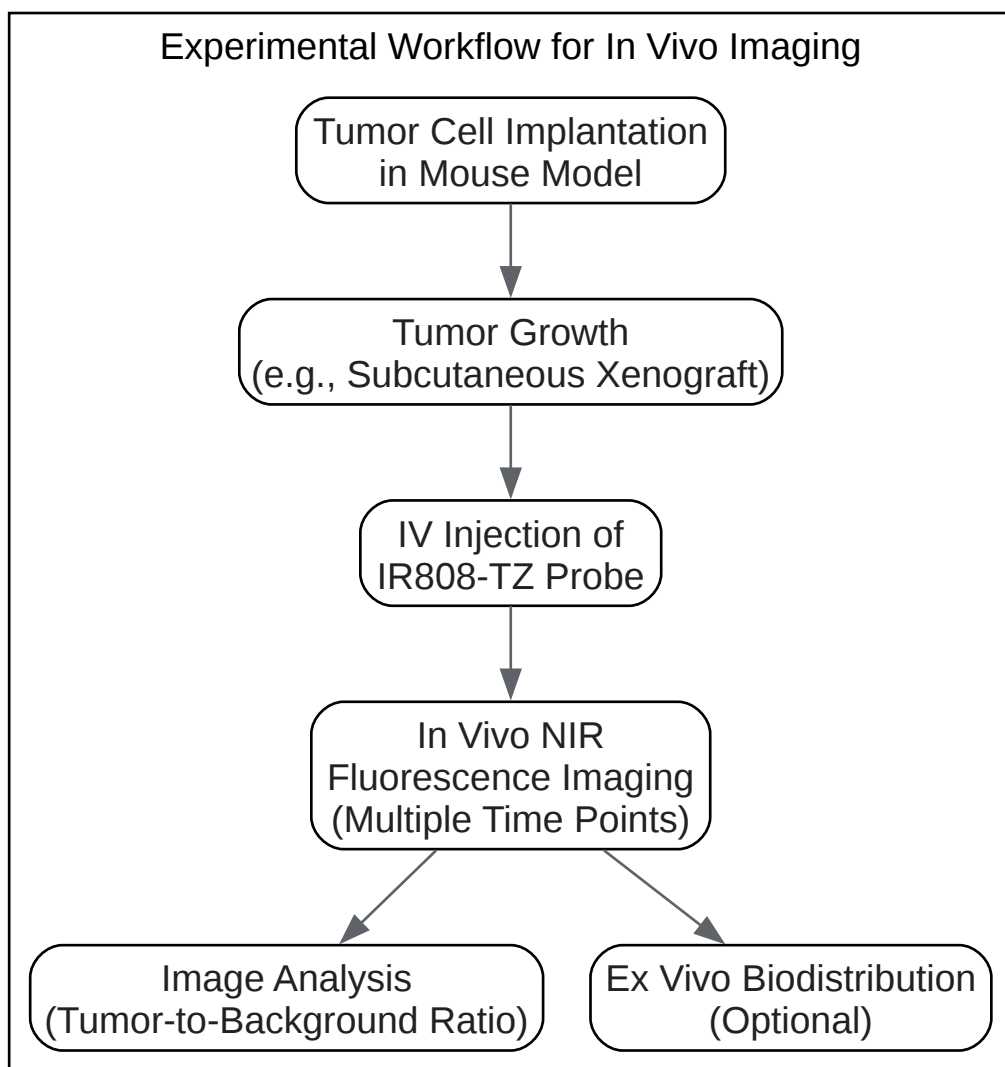 Experimental Workflow for In Vivo Imaging
Tumor Cell Implantation
in Mouse Model
Tumor Growth
(e.g., Subcutaneous Xenograft)
IV Injection of
IR808-TZ Probe
In Vivo NIR
Fluorescence Imaging
(Multiple Time Points)
Image Analysis
(Tumor-to-Background Ratio)
Ex Vivo Biodistribution
(Optional)